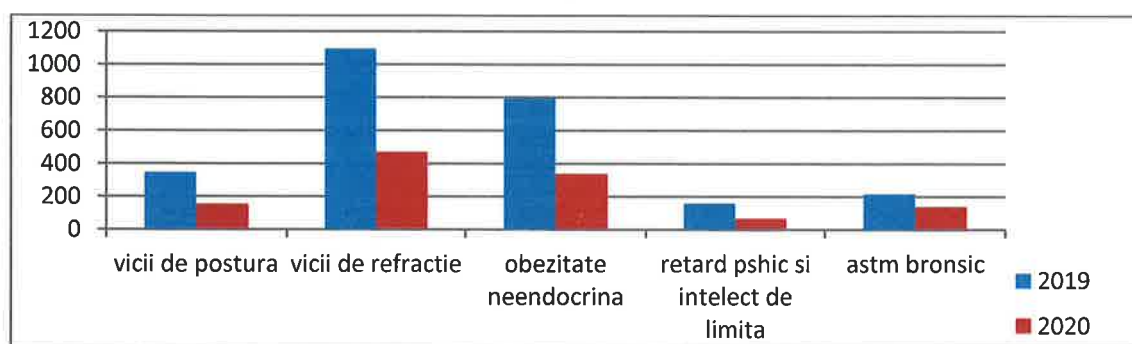 1200
1000
800
600
400
200
0
vicii de postura
vicii de refractie
obezitate
neendocrina
retard pshic si
intelect de
limita
astm bronsic
2019
2020